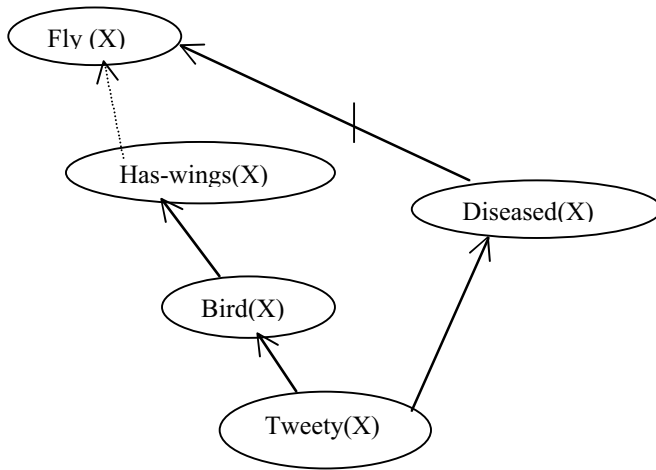 Fly (X)
Has-wings(X)
Diseased(X)
Bird(X)
Tweety(X)